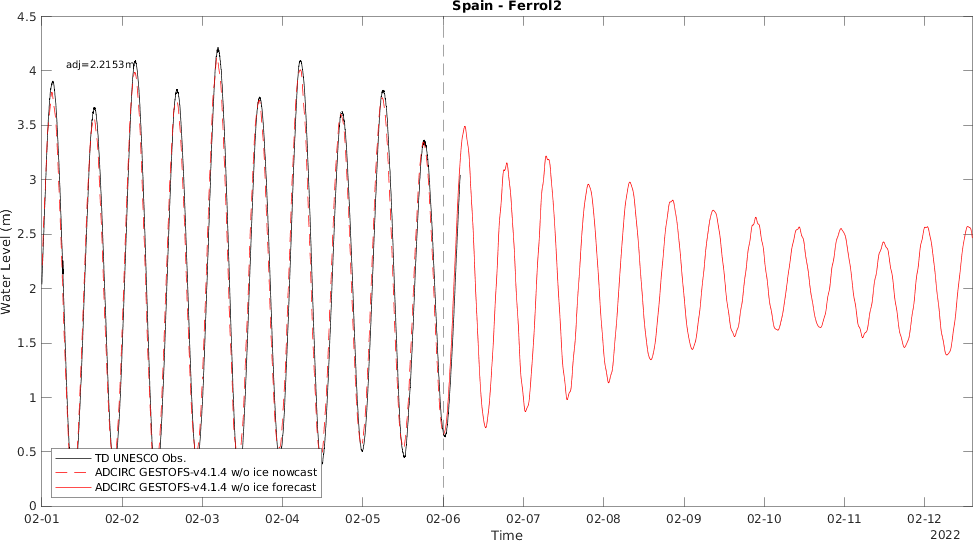 Spain - Ferrol2
4.5
adj=2.2153m
4
3.5
3
2.5
2
1.5
1
0.5
0
Water Level (m)
TD UNESCO Obs.
ADCIRC GESTOFS-v4.1.4 w/o ice nowcast
ADCIRC GESTOFS-v4.1.4 w/o ice forecast
02-01 02-02 02-03 02-04 02-05 02-06 02-07 02-08 02-09 02-10 02-11 02-12
Time
2022